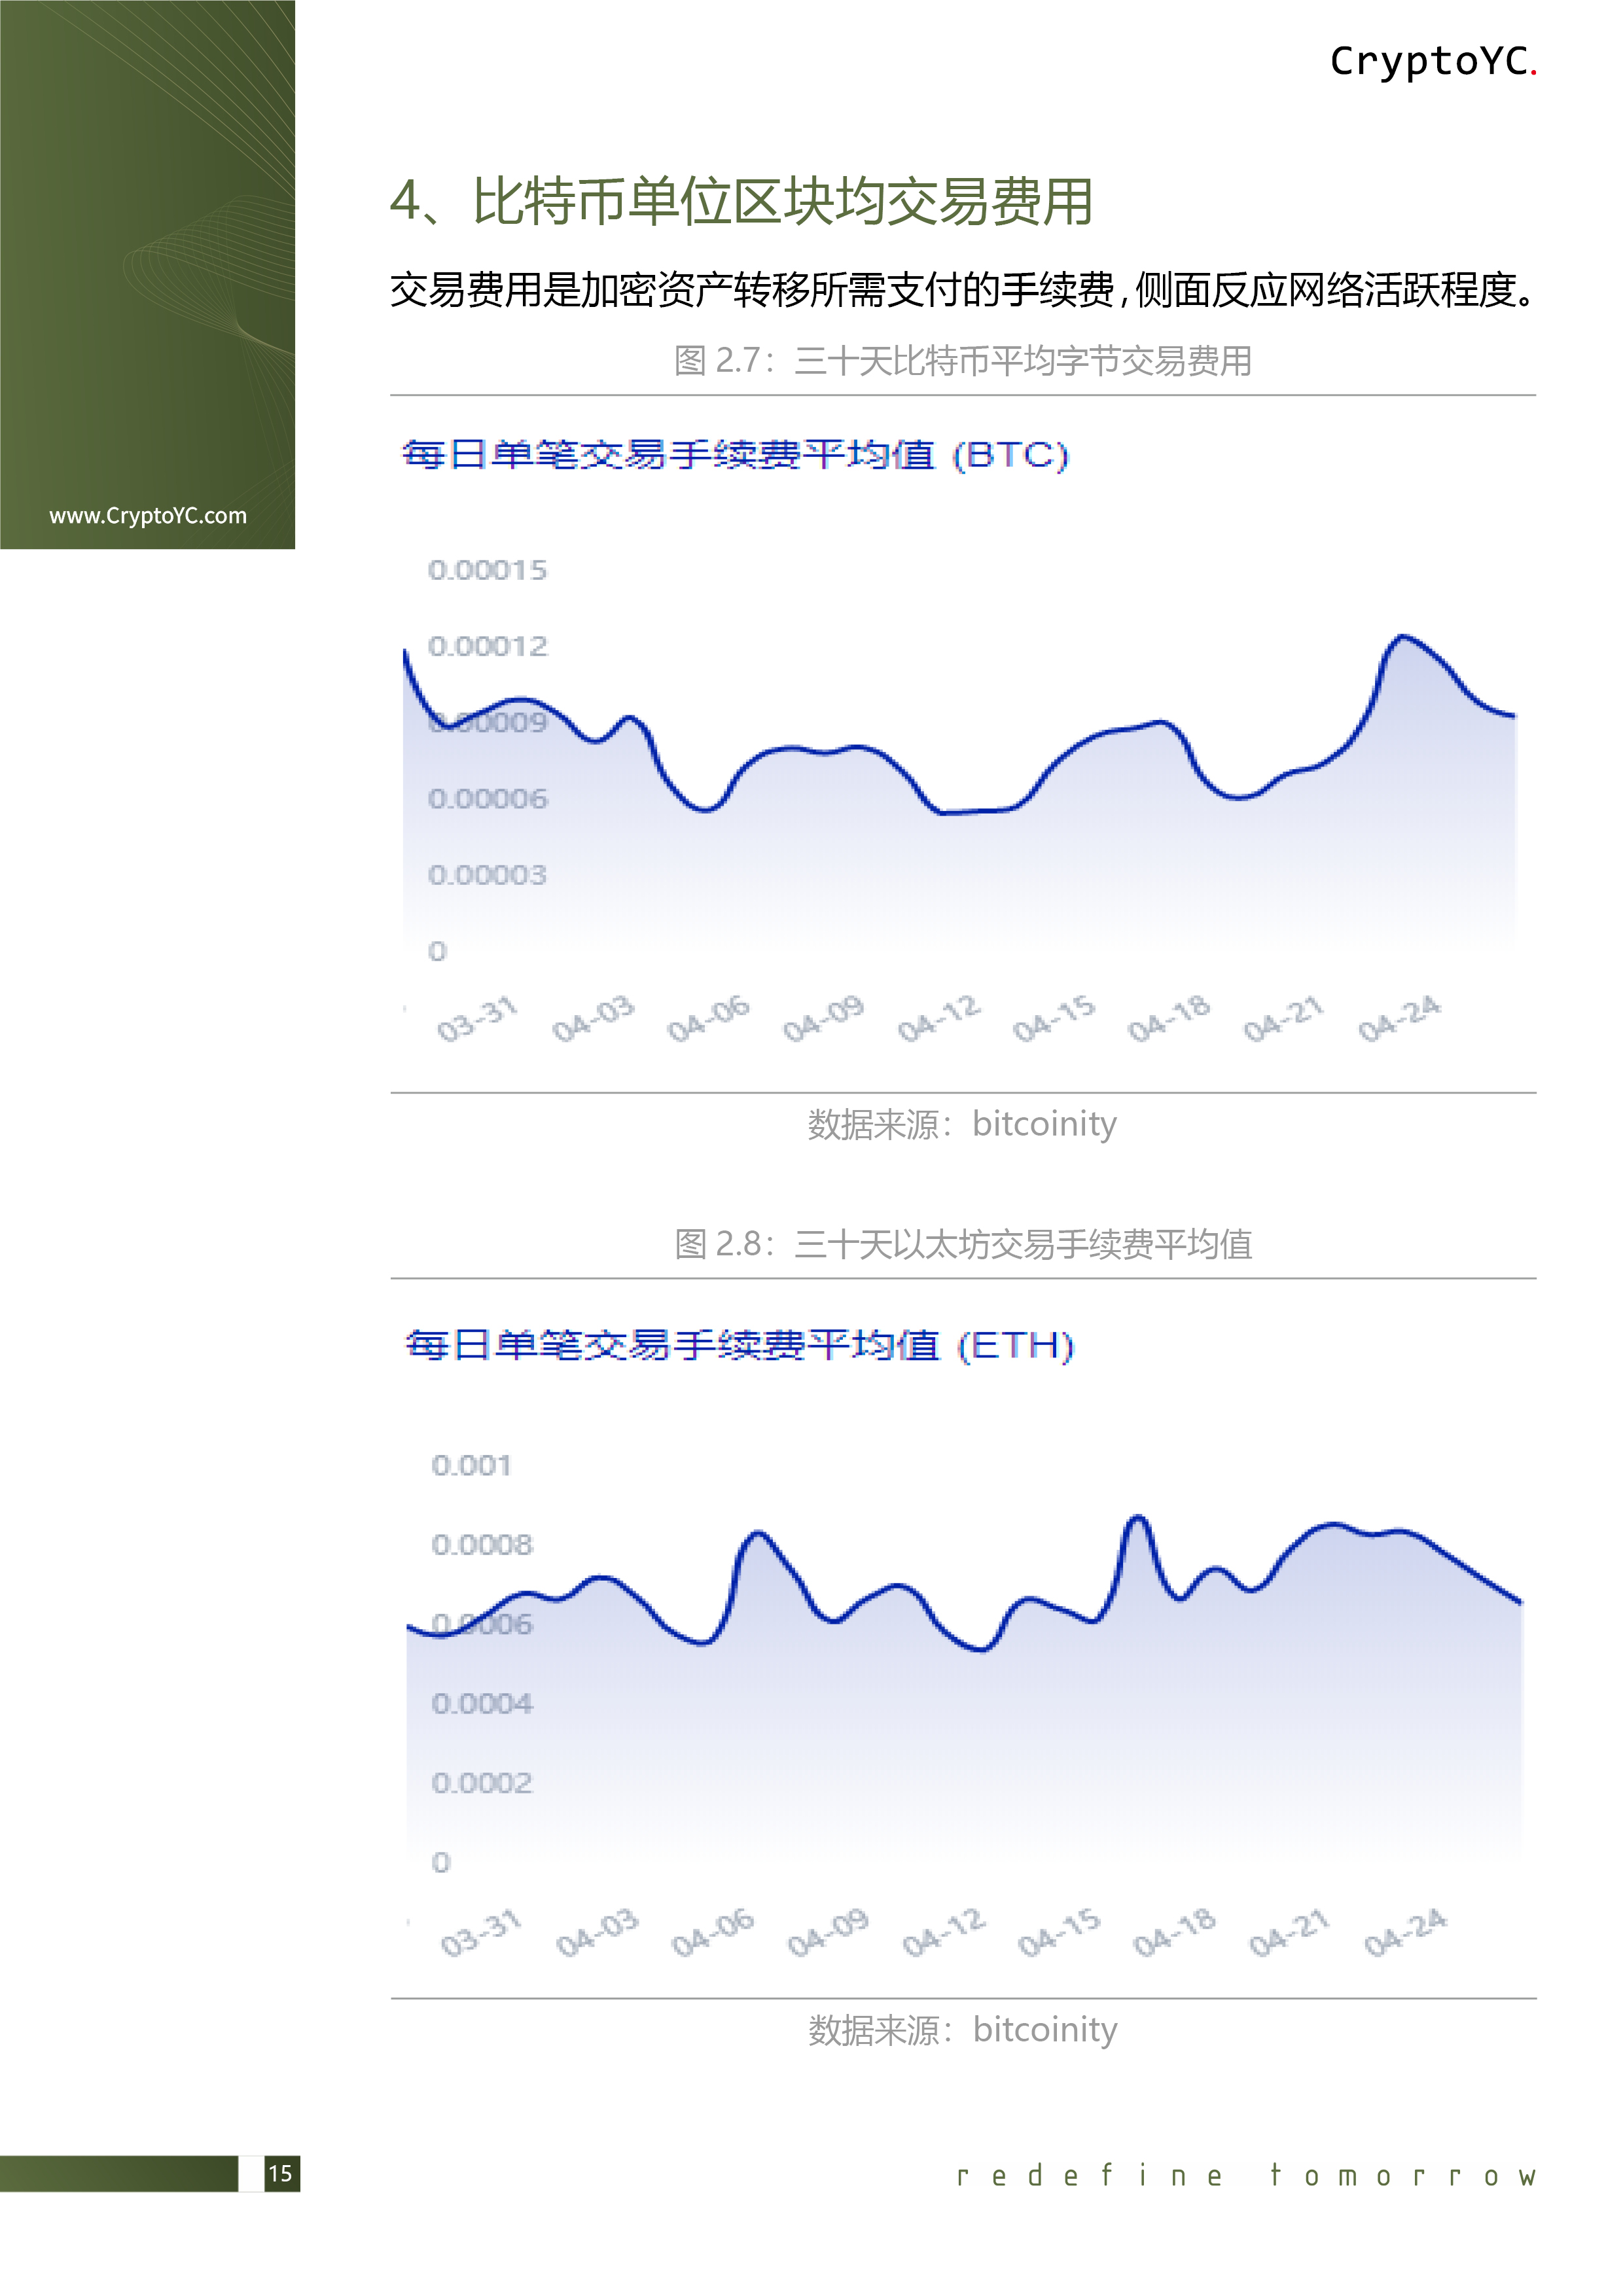 CryptoYC.
www.CryptoYC.com
4、比特币单位区块均交易费用
交易费用是加密资产转移所需支付的手续费，侧面反应网络活跃程度。
图 2.7：三十天比特币平均字节交易费用
每日单笔交易手续费平均值 (BTC)
0.00015
0.00012
0.00009
0.00006
0.00003
0
03-31 04-03 04-06 04-09 04-12 04-15 04-18 04-21 04-24
数据来源：bitcoinity
图 2.8：三十天以太坊交易手续费平均值
每日单笔交易手续费平均值 (ETH)
0.001
0.0008
0.0006
0.0004
0.0002
0
03-31 04-03 04-06 04-09 04-12 04-15 04-18 04-21 04-24
数据来源：bitcoinity
15
redefine tomorrow